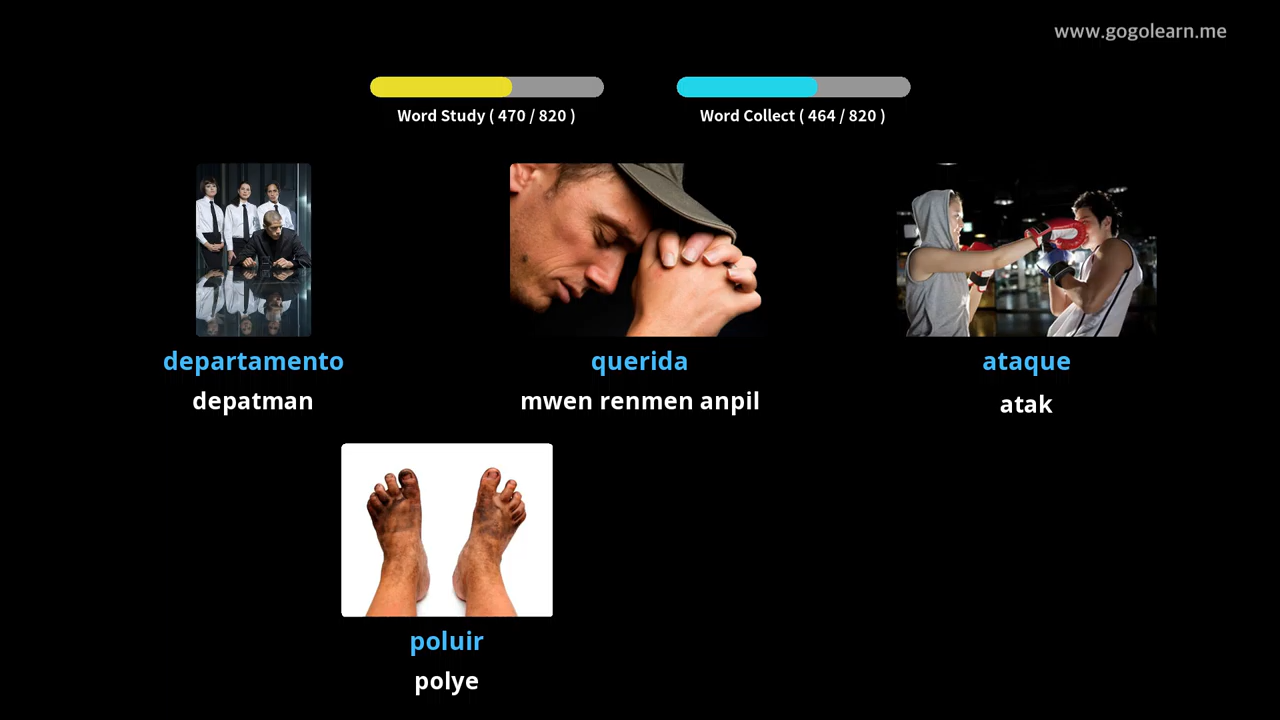 www.gogolearn.me
Word Study ( 470 / 820 )
Word Collect ( 464 / 820 )
departamento
depatman
querida
mwen renmen anpil
ataque
atak
poluir
polye